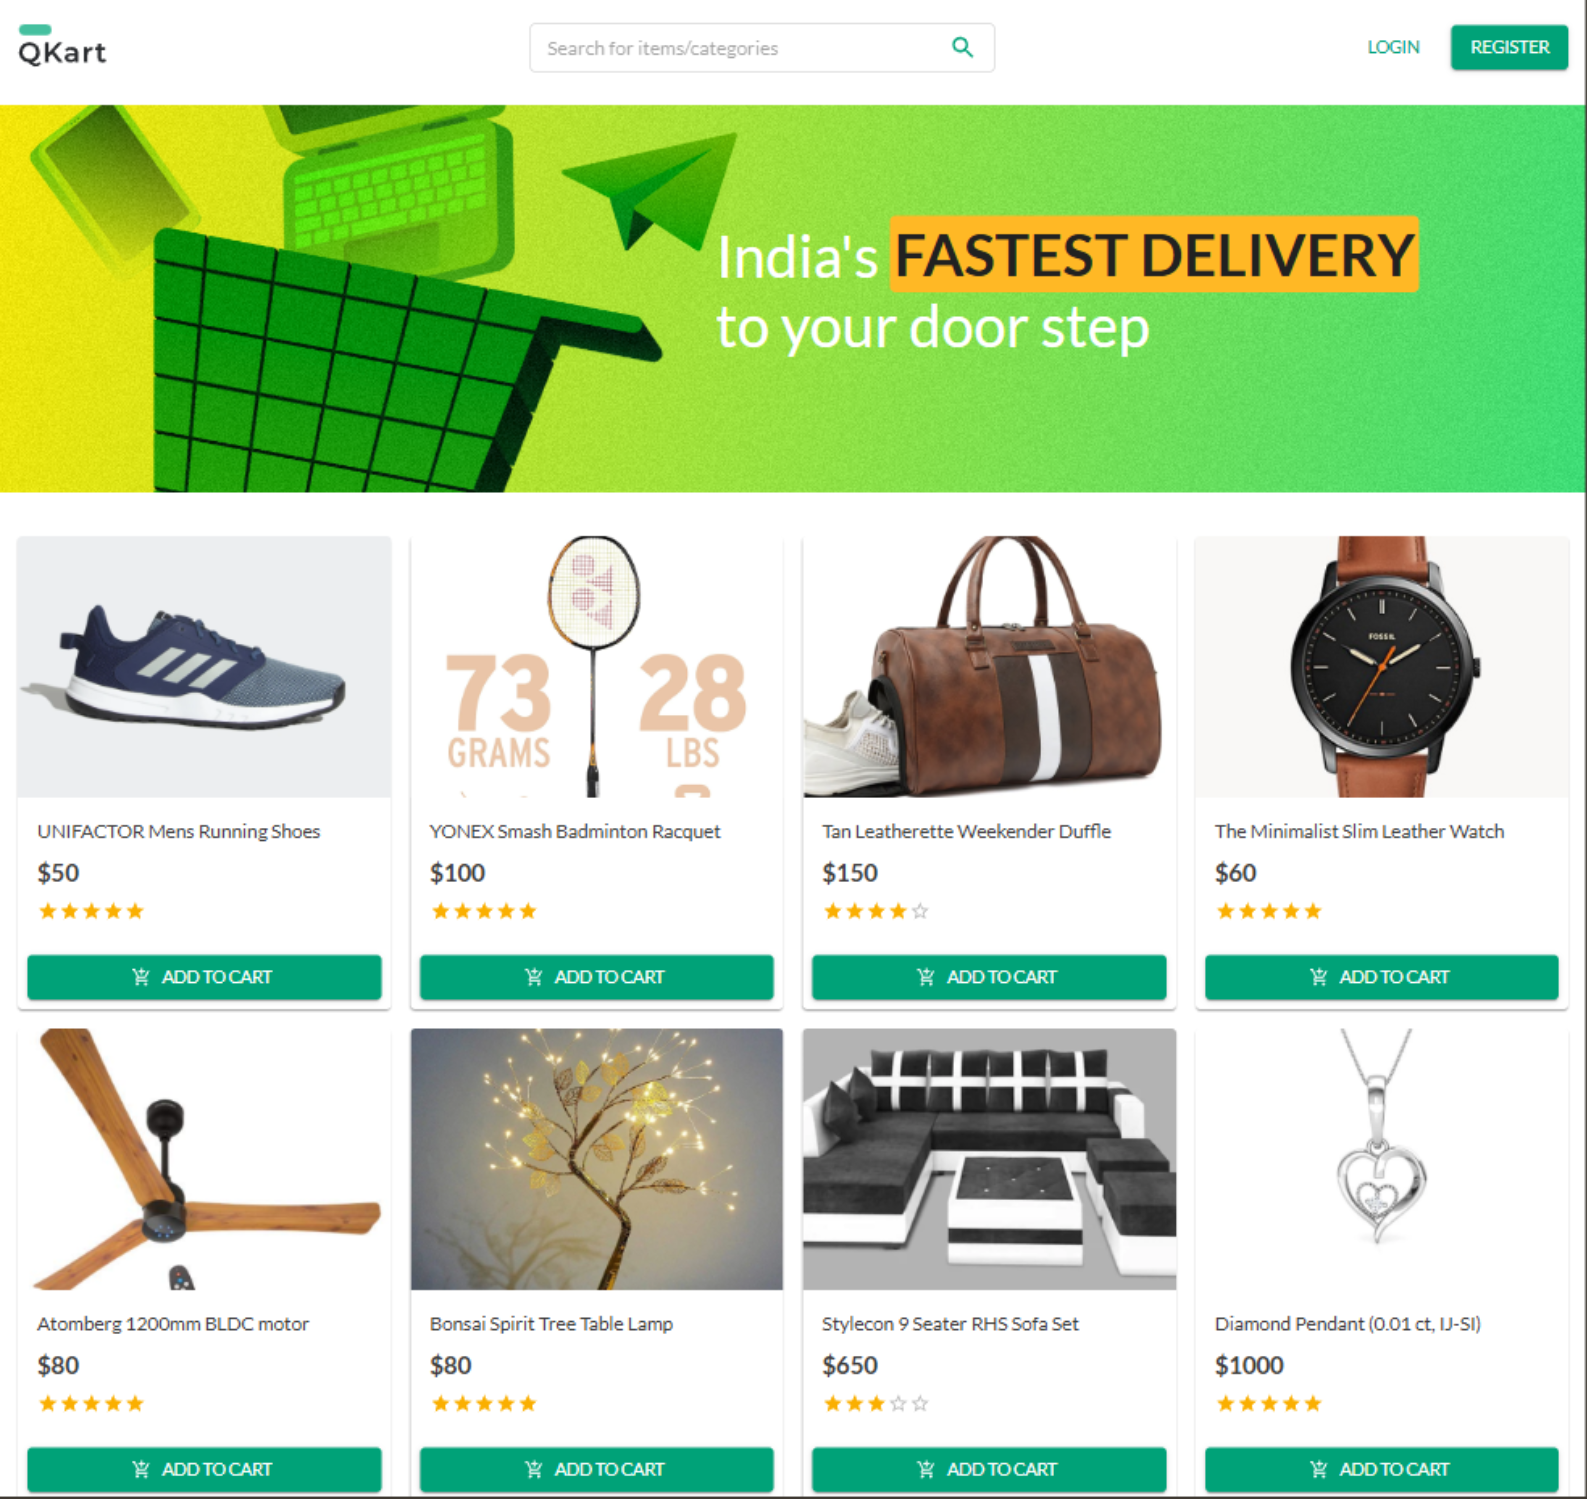 QKart
Search for items/categories
LOGIN
REGISTER
India's FASTEST DELIVERY
to your door step
73
GRAMS
28
LBS
FOSSIL
UNIFACTOR Mens Running Shoes
$50
ADD TO CART
YONEX Smash Badminton Racquet
$100
ADD TO CART
Tan Leatherette Weekender Duffle
$150
ADD TO CART
The Minimalist Slim Leather Watch
$60
ADD TO CART
Atomberg 1200mm BLDC motor
$80
ADD TO CART
Bonsai Spirit Tree Table Lamp
$80
ADD TO CART
Stylecon 9 Seater RHS Sofa Set
$650
ADD TO CART
Diamond Pendant (0.01 ct, IJ-SI)
$1000
ADD TO CART